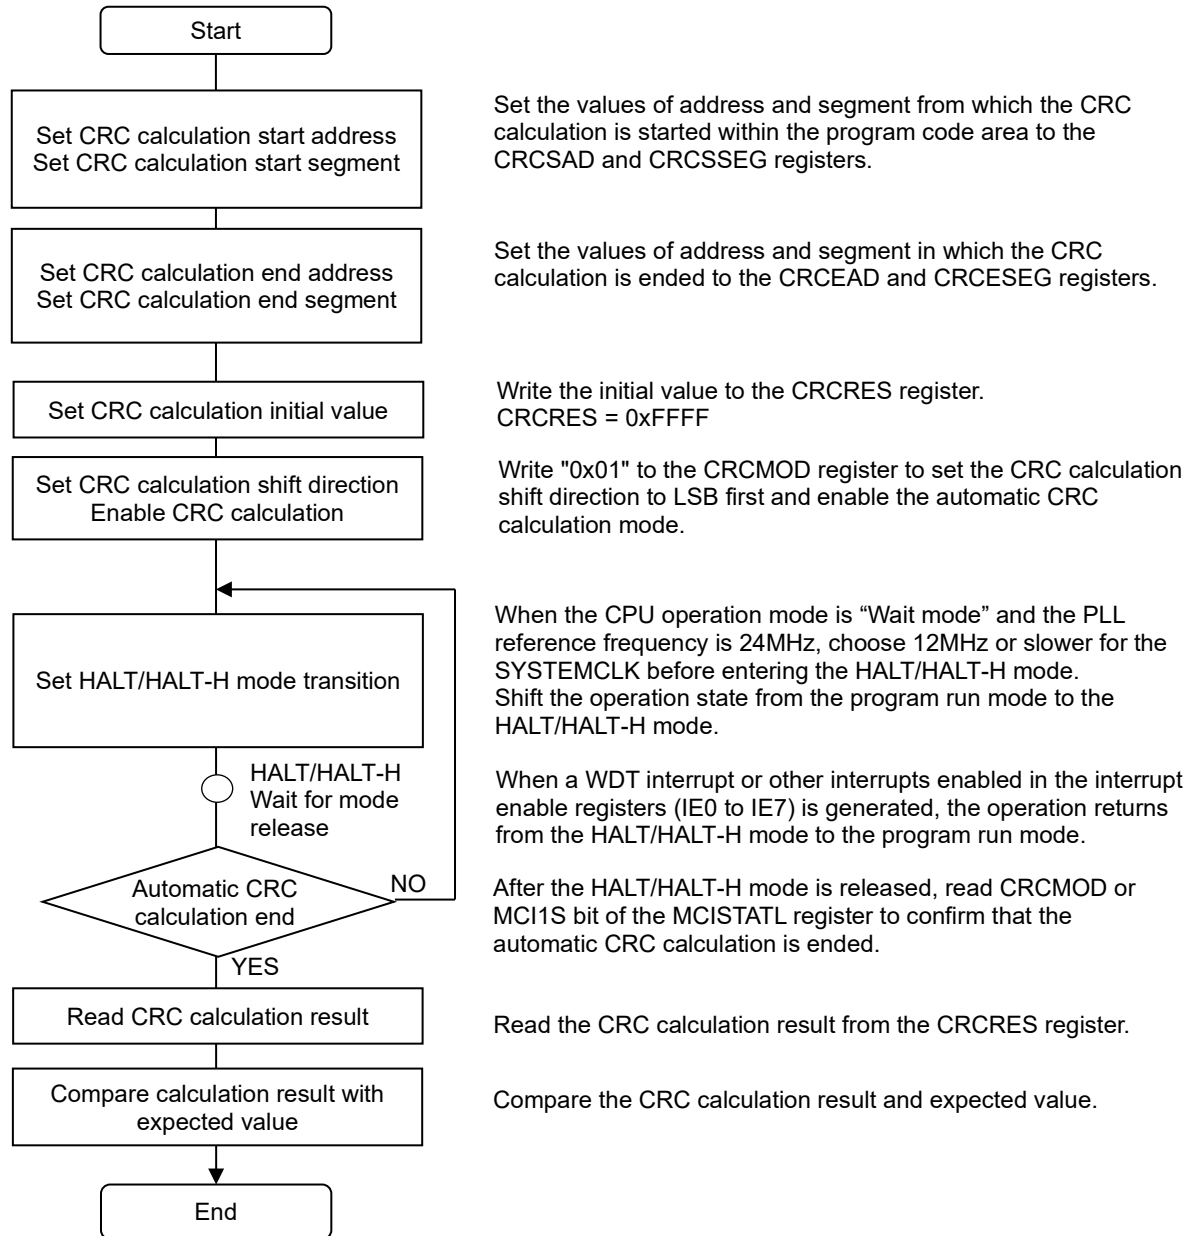 Start
Set CRC calculation start address
Set CRC calculation start segment
Set the values of address and segment from which the CRC
calculation is started within the program code area to the
CRCSAD and CRCSSEG registers.
Set CRC calculation end address
Set CRC calculation end segment
Set the values of address and segment in which the CRC
calculation is ended to the CRCEAD and CRCESEG registers.
Set CRC calculation initial value
Write the initial value to the CRCRES register.
CRCRES = 0xFFFF
Set CRC calculation shift direction
Enable CRC calculation
Write "0x01" to the CRCMOD register to set the CRC calculation
shift direction to LSB first and enable the automatic CRC
calculation mode.
Set HALT/HALT-H mode transition
When the CPU operation mode is “Wait mode” and the PLL
reference frequency is 24MHz, choose 12MHz or slower for the
SYSTEMCLK before entering the HALT/HALT-H mode.
Shift the operation state from the program run mode to the
HALT/HALT-H mode.
HALT/HALT-H
Wait for mode
release
When a WDT interrupt or other interrupts enabled in the interrupt
enable registers (IE0 to IE7) is generated, the operation returns
from the HALT/HALT-H mode to the program run mode.
Automatic CRC
calculation end
NO
YES
After the HALT/HALT-H mode is released, read CRCMOD or
MCI1S bit of the MCISTATL register to confirm that the
automatic CRC calculation is ended.
Read CRC calculation result
Read the CRC calculation result from the CRCRES register.
Compare calculation result with
expected value
Compare the CRC calculation result and expected value.
End